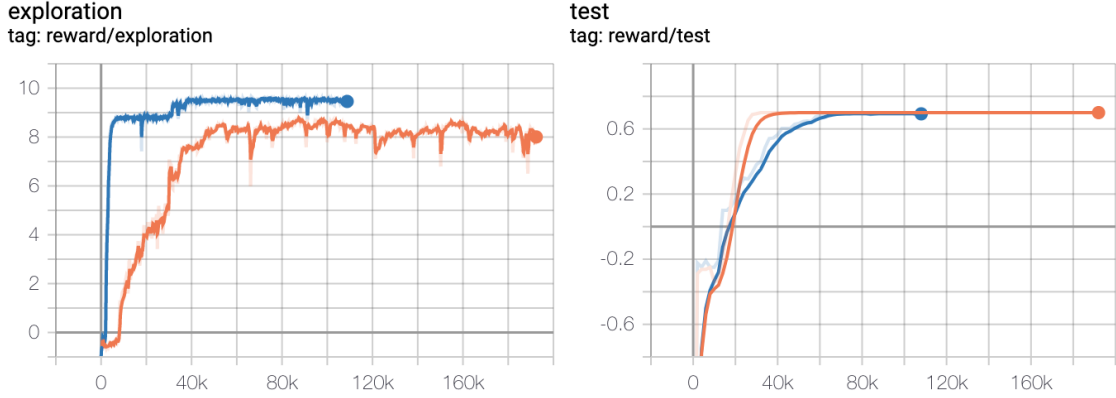 exploration
tag: reward/exploration
10
8
6
4
2
0
0 40k 80k 120k 160k
test
tag: reward/test
0.6
0.2
-0.2
-0.6
0 40k 80k 120k 160k